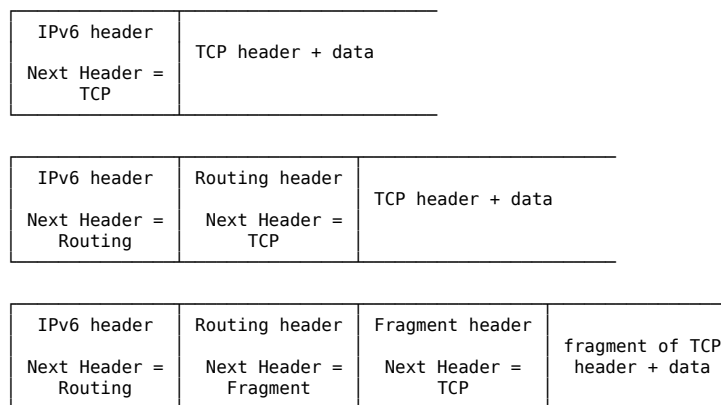 IPv6 header
TCP header + data
Next Header =
TCP
IPv6 header Routing header
TCP header + data
Next Header = Next Header =
Routing TCP
IPv6 header Routing header Fragment header
fragment of TCP
Next Header = Next Header = Next Header = header + data
Routing Fragment TCP